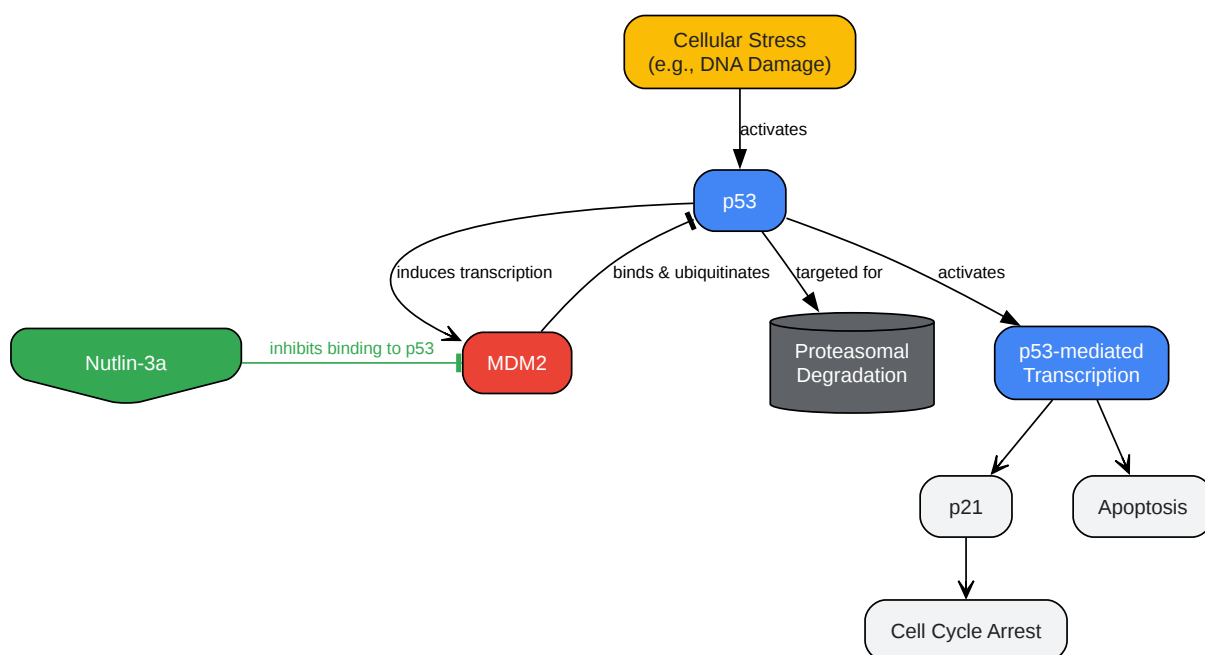 Cellular Stress
(e.g., DNA Damage)
activates
p53
induces transcription
binds & ubiquitinates
targeted for
activates
Nutlin-3a
inhibits binding to p53
MDM2
Proteasomal
Degradation
p53-mediated
Transcription
p21
Apoptosis
Cell Cycle Arrest